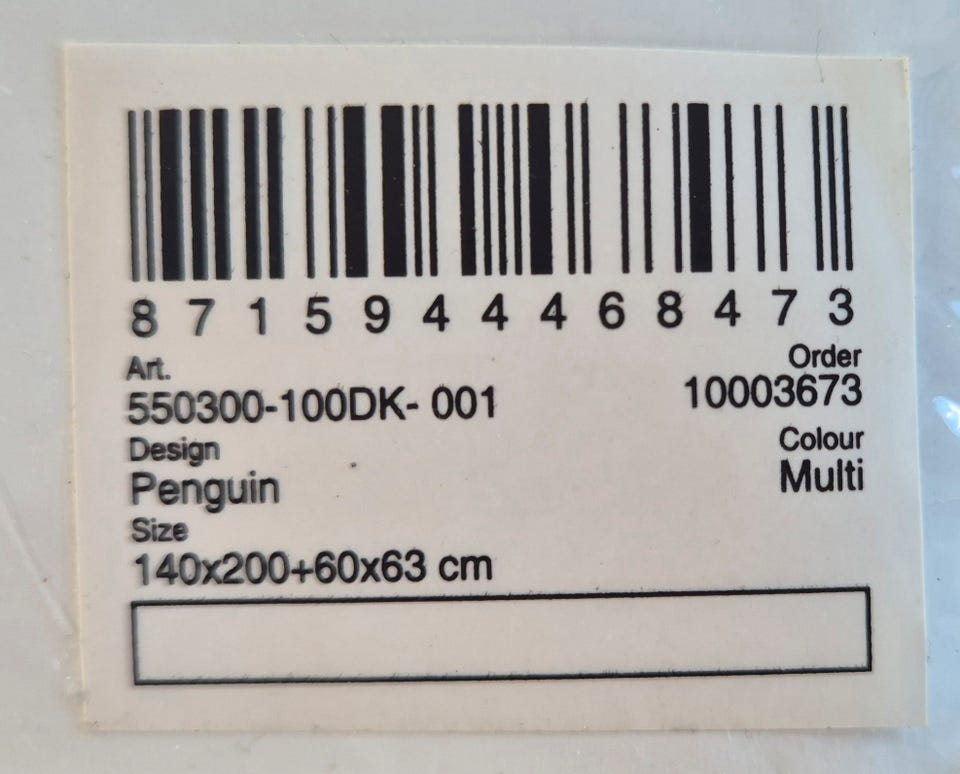 8 7 1 5 9 4 4 4 6 8 4 7 3
Art.
550300-100DK- 001
Order
10003673
Design
Penguin
Colour
Multi
Size
140x200+60x63 cm